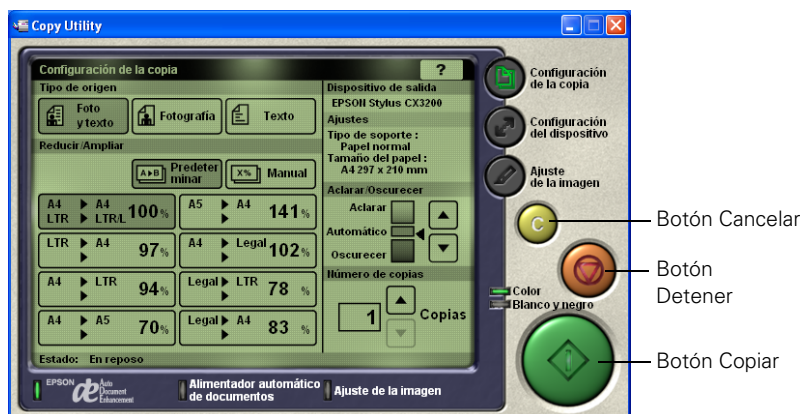 Copy Utility
Configuración de la copia
?
Tipo de origen
Foto
y texto
Fotografía
Texto
Reducir/Ampliar
A▶B
Predeter
minar
X%
Manual
A4 ▶ A4
LTR ▶ LTR/L
100%
A5 ▶ A4
▶
141%
LTR ▶ A4
▶
97%
A4 ▶ Legal
▶
102%
A4 ▶ LTR
▶
94%
Legal ▶ LTR
▶
78 %
A4 ▶ A5
▶
70%
Legal ▶ A4
▶
83 %
Estado: En reposo
Dispositivo de salida
EPSON Stylus CX3200
Ajustes
Tipo de soporte :
Papel normal
Tamaño del papel :
A4 297 x 210 mm
Aclarar/Oscurecer
Aclarar
Automático
Oscurecer
Número de copias
1
Copias
Configuración
de la copia
Configuración
del dispositivo
Ajuste
de la imagen
C
Color
Blanco y negro
EPSON
de Auto
Document
Enhancement
Alimentador automático
de documentos
Ajuste de la imagen
Botón Cancelar
Botón
Detener
Botón Copiar